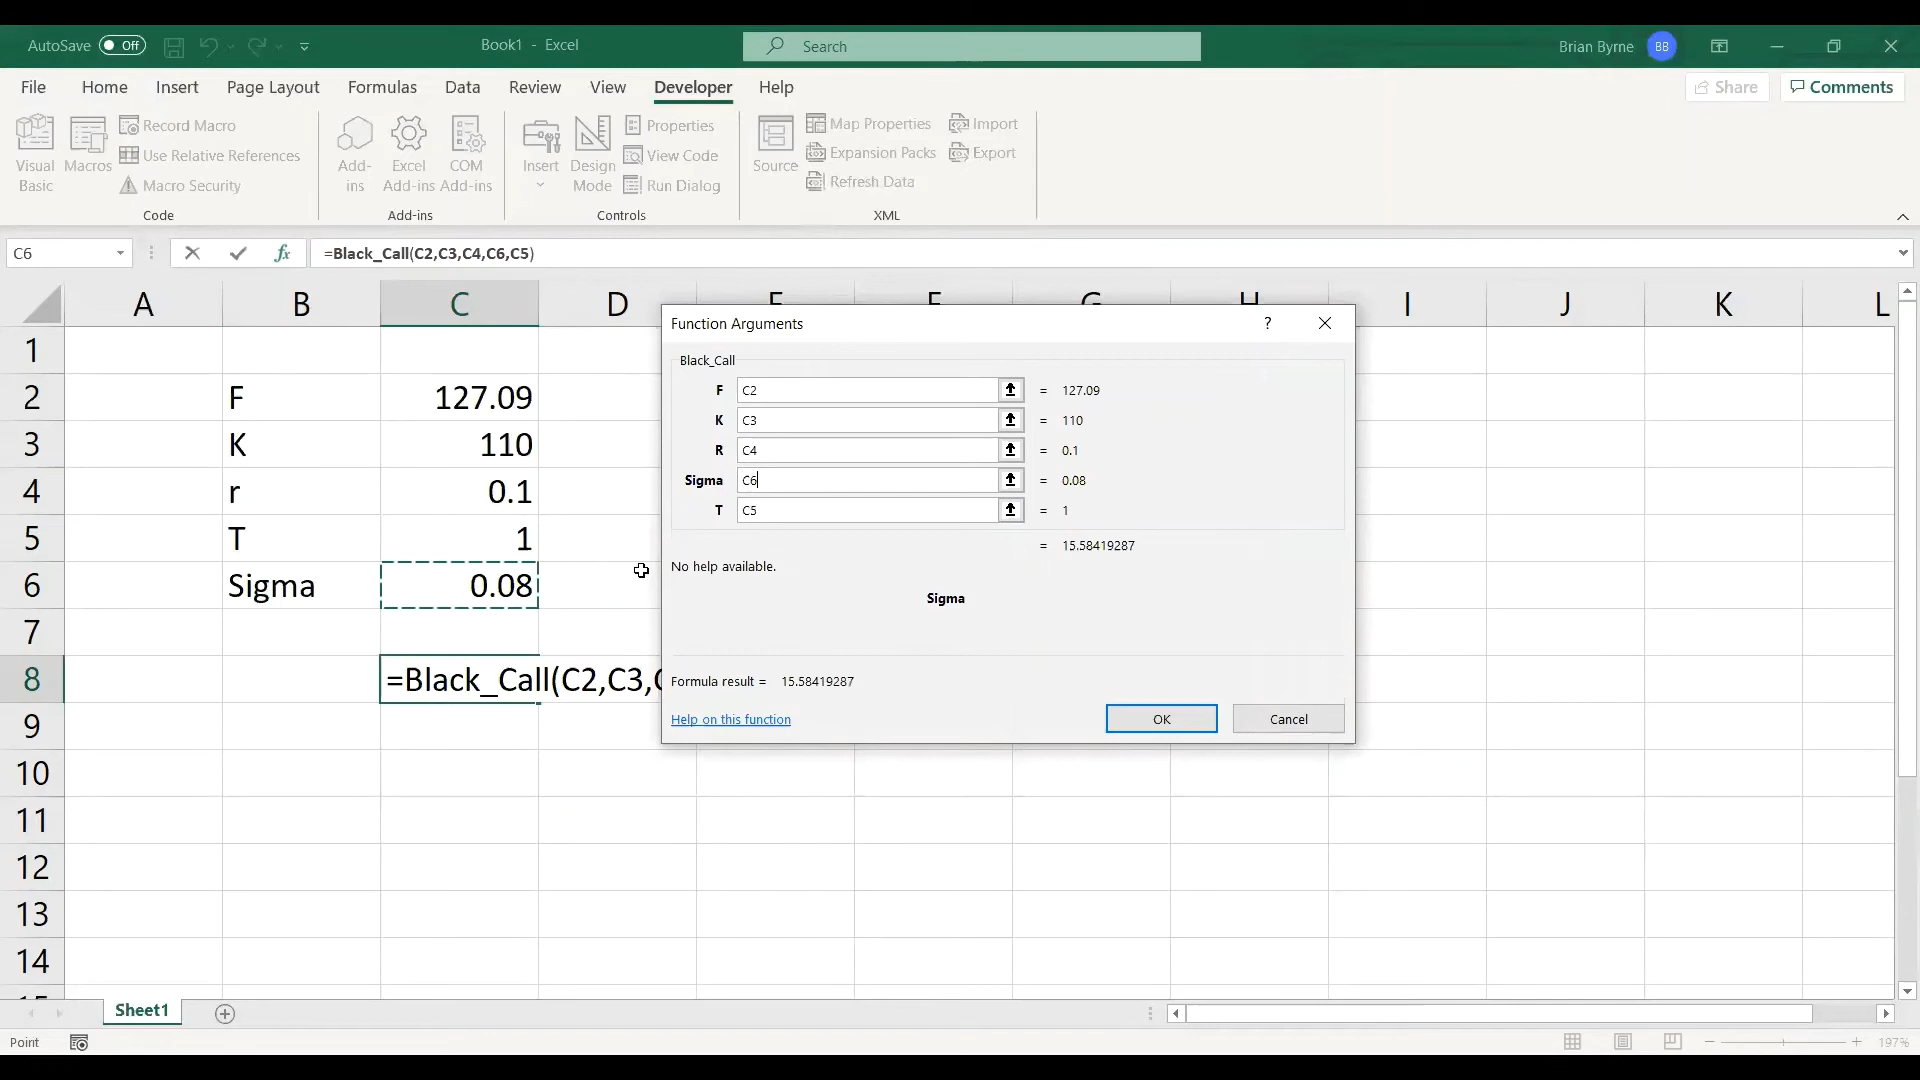 AutoSave Off Book1 - Excel Search Brian Byrne BB
File Home Insert Page Layout Formulas Data Review View Developer Help Share Comments
Visual Basic
Macros
Record Macro
Use Relative References
Macro Security
Code
Add-ins
Excel Add-ins
COM Add-ins
Add-ins
Insert
Design Mode
Properties
View Code
Run Dialog
Controls
Source
Map Properties
Expansion Packs
Refresh Data
Import
Export
XML
C6 fx =Black_Call(C2,C3,C4,C6,C5)
A B C D E F G H I J K L
1
2 F 127.09
3 K 110
4 r 0.1
5 T 1
6 Sigma 0.08
7
8 =Black_Call(C2,C3,C
9
10
11
12
13
14
15
Function Arguments ?
Black_Call
F C2 = 127.09
K C3 = 110
R C4 = 0.1
Sigma C6 = 0.08
T C5 = 1
= 15.58419287
No help available.
Sigma
Formula result = 15.58419287
Help on this function OK Cancel
Sheet1
Point 197%